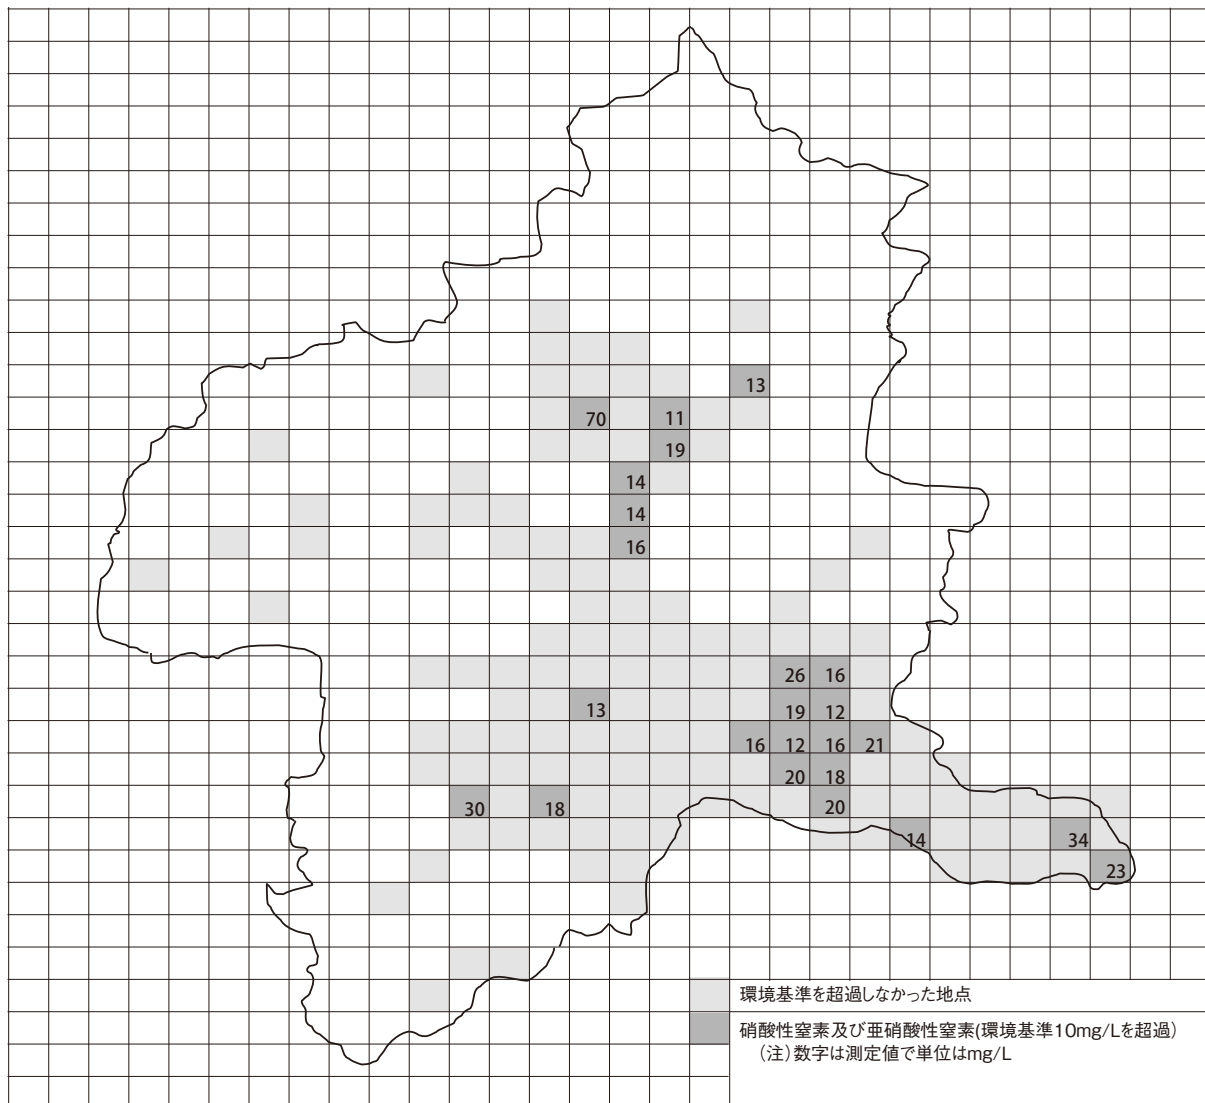 13
70 11
19
14
14
16
26 16
13 19 12
16 12 16 21
20 18
30 18 20
14 34
23
環境基準を超過しなかった地点
硝酸性窒素及び亜硝酸性窒素(環境基準10mg/Lを超過)
(注)数字は測定値で単位はmg/L